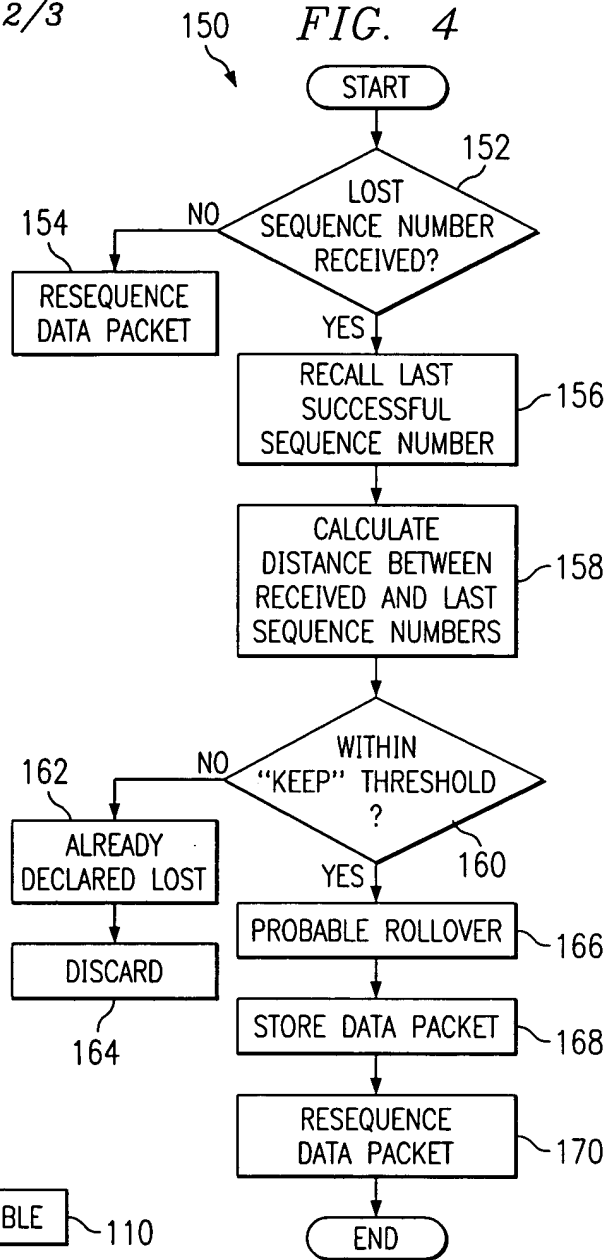 2/3
150
FIG. 4
START
152
LOST
SEQUENCE NUMBER
RECEIVED?
NO
154
RESEQUENCE
DATA PACKET
YES
RECALL LAST
SUCCESSFUL
SEQUENCE NUMBER
156
CALCULATE
DISTANCE BETWEEN
RECEIVED AND LAST
SEQUENCE NUMBERS
158
WITHIN
“KEEP” THRESHOLD
?
160
NO
162
ALREADY
DECLARED LOST
DISCARD
164
YES
PROBABLE ROLLOVER
166
STORE DATA PACKET
168
RESEQUENCE
DATA PACKET
170
END
BLE
110